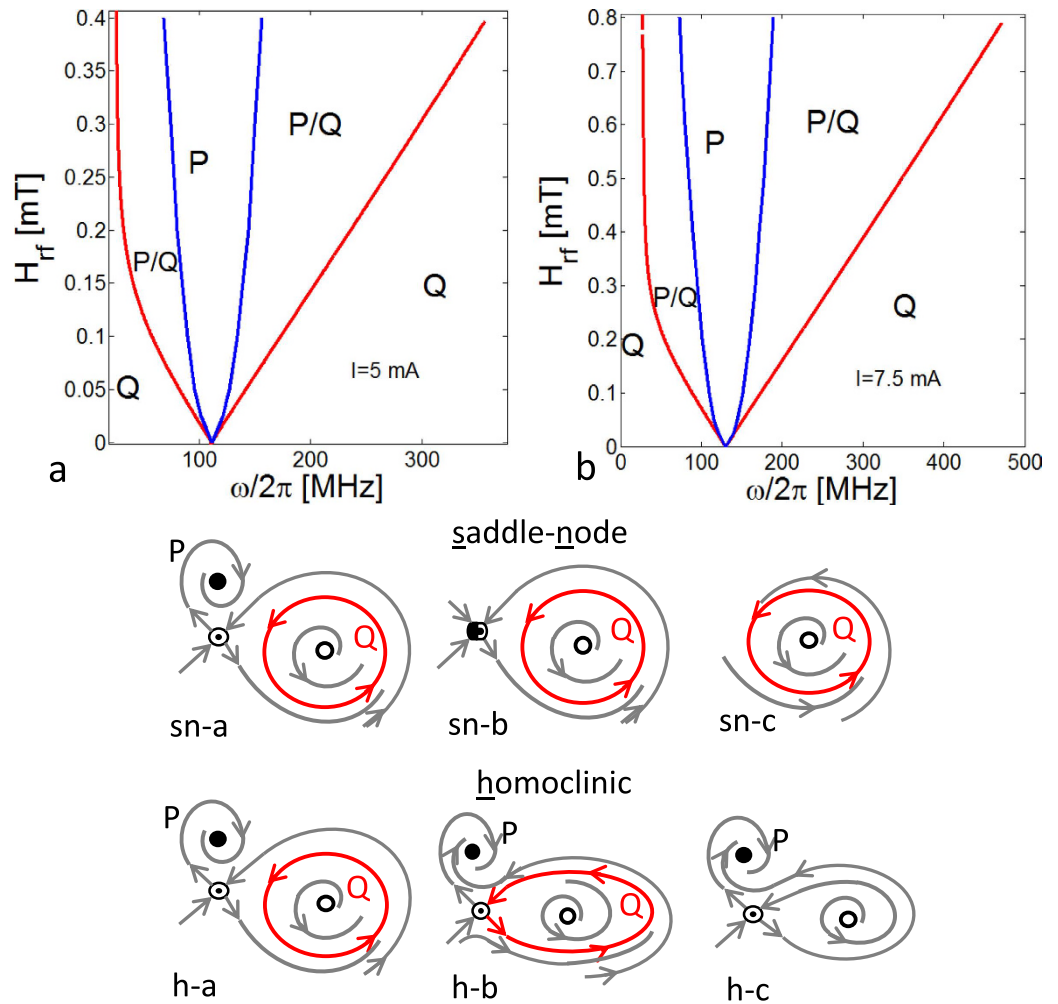 0.4
0.35
0.3
0.25
0.2
0.15
0.1
0.05
0
H_rf [mT]
P
P/Q
P/Q
Q
Q
I=5 mA
100 200 300
ω/2π [MHz]
a
0.8
0.7
0.6
0.5
0.4
0.3
0.2
0.1
0
H_rf [mT]
P
P/Q
P/Q
Q
Q
I=7.5 mA
0 100 200 300 400 500
ω/2π [MHz]
b
saddle-node
P
Q
Q
Q
sn-a
sn-b
sn-c
homoclinic
P
Q
P
Q
P
h-a
h-b
h-c